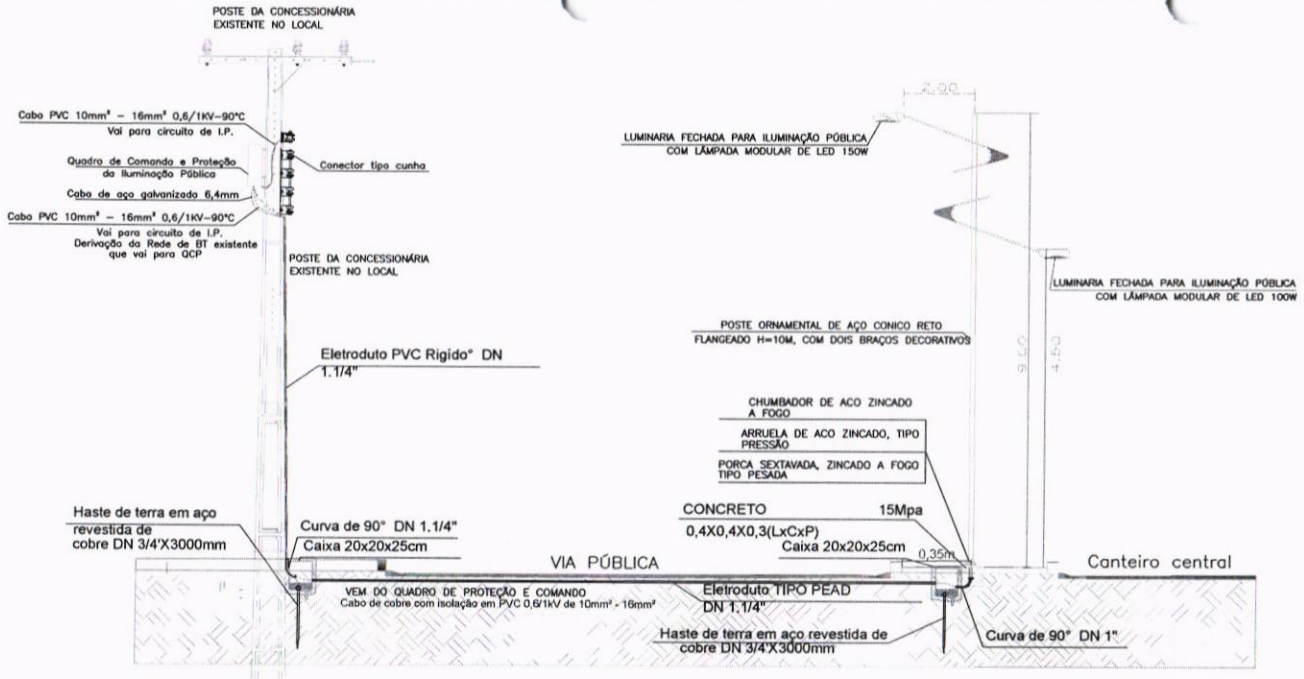 POSTE DA CONCESSIONÁRIA
EXISTENTE NO LOCAL
Cabo PVC 10mm² - 16mm² 0,6/1KV-90°C
Vai para circuito de I.P.
Quadro de Comando e Proteção
da Iluminação Pública
Conector tipo cunha
Cabo de aço galvanizado 6,4mm
Cabo PVC 10mm² - 16mm² 0,6/1KV-90°C
Vai para circuito de I.P.
Derivação da Rede de BT existente
que vai para QCP
POSTE DA CONCESSIONÁRIA
EXISTENTE NO LOCAL
Eletroduto PVC Rigido° DN
1.1/4"
2.00
LUMINARIA FECHADA PARA ILUMINAÇÃO PÚBLICA
COM LÂMPADA MODULAR DE LED 150W
LUMINARIA FECHADA PARA ILUMINAÇÃO PÚBLICA
COM LÂMPADA MODULAR DE LED 100W
POSTE ORNAMENTAL DE AÇO CONICO RETO
FLANGEADO H=10M, COM DOIS BRAÇOS DECORATIVOS
9.00
4.50
CHUMBADOR DE ACO ZINCADO
A FOGO
ARRUELA DE ACO ZINCADO, TIPO
PRESSÃO
PORCA SEXTAVADA, ZINCADO A FOGO
TIPO PESADA
CONCRETO 15Mpa
0,4X0,4X0,3(LxCxP)
Caixa 20x20x25cm
0,35m
Haste de terra em aço
revestida de
cobre DN 3/4'X3000mm
Curva de 90° DN 1.1/4"
Caixa 20x20x25cm
VIA PÚBLICA
Canteiro central
VEM DO QUADRO DE PROTEÇÃO E COMANDO
Cabo de cobre com isolação em PVC 0,6/1kV de 10mm² - 16mm²
Eletroduto TIPO PEAD
DN 1.1/4"
Haste de terra em aço revestida de
cobre DN 3/4'X3000mm
Curva de 90° DN 1"